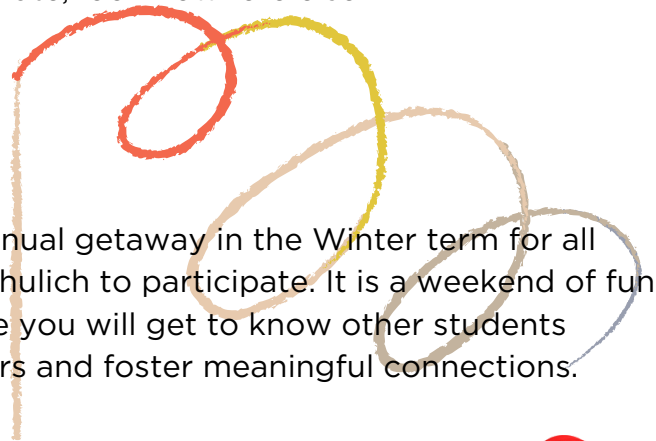 nual getaway in the Winter term for all
hulich to participate. It is a weekend of fun
e you will get to know other students
rs and foster meaningful connections.